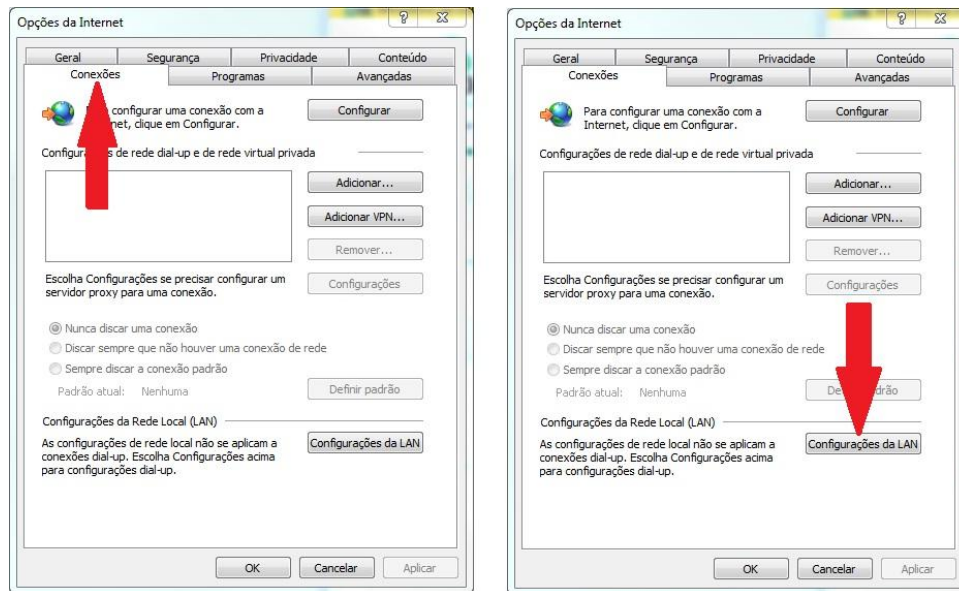 Opções da Internet
Geral Segurança Privacidade Conteúdo
Conexões Programas Avançadas
configurar uma conexão com a
clique em Configurar.
Configurar
de rede dial-up e de rede virtual privada
Adicionar...
Adicionar VPN...
Remover...
Escolha Configurações se precisar configurar um
servidor proxy para uma conexão.
Configurações
Nunca discar uma conexão
Discar sempre que não houver uma conexão de rede
Sempre discar a conexão padrão
Padrão atual: Nenhuma
Definir padrão
Configurações da Rede Local (LAN)
As configurações de rede local não se aplicam a
conexões dial-up. Escolha Configurações acima
para configurações dial-up.
Configurações da LAN
OK Cancelar Aplicar
Opções da Internet
Geral Segurança Privacidade Conteúdo
Conexões Programas Avançadas
Para configurar uma conexão com a
Internet, clique em Configurar.
Configurar
Configurações de rede dial-up e de rede virtual privada
Adicionar...
Adicionar VPN...
Remover...
Escolha Configurações se precisar configurar um
servidor proxy para uma conexão.
Configurações
Nunca discar uma conexão
Discar sempre que não houver uma conexão de rede
Sempre discar a conexão padrão
Padrão atual: Nenhuma
Configurações da Rede Local (LAN)
As configurações de rede local não se aplicam a
conexões dial-up. Escolha Configurações acima
para configurações dial-up.
Configurações da LAN
OK Cancelar Aplicar